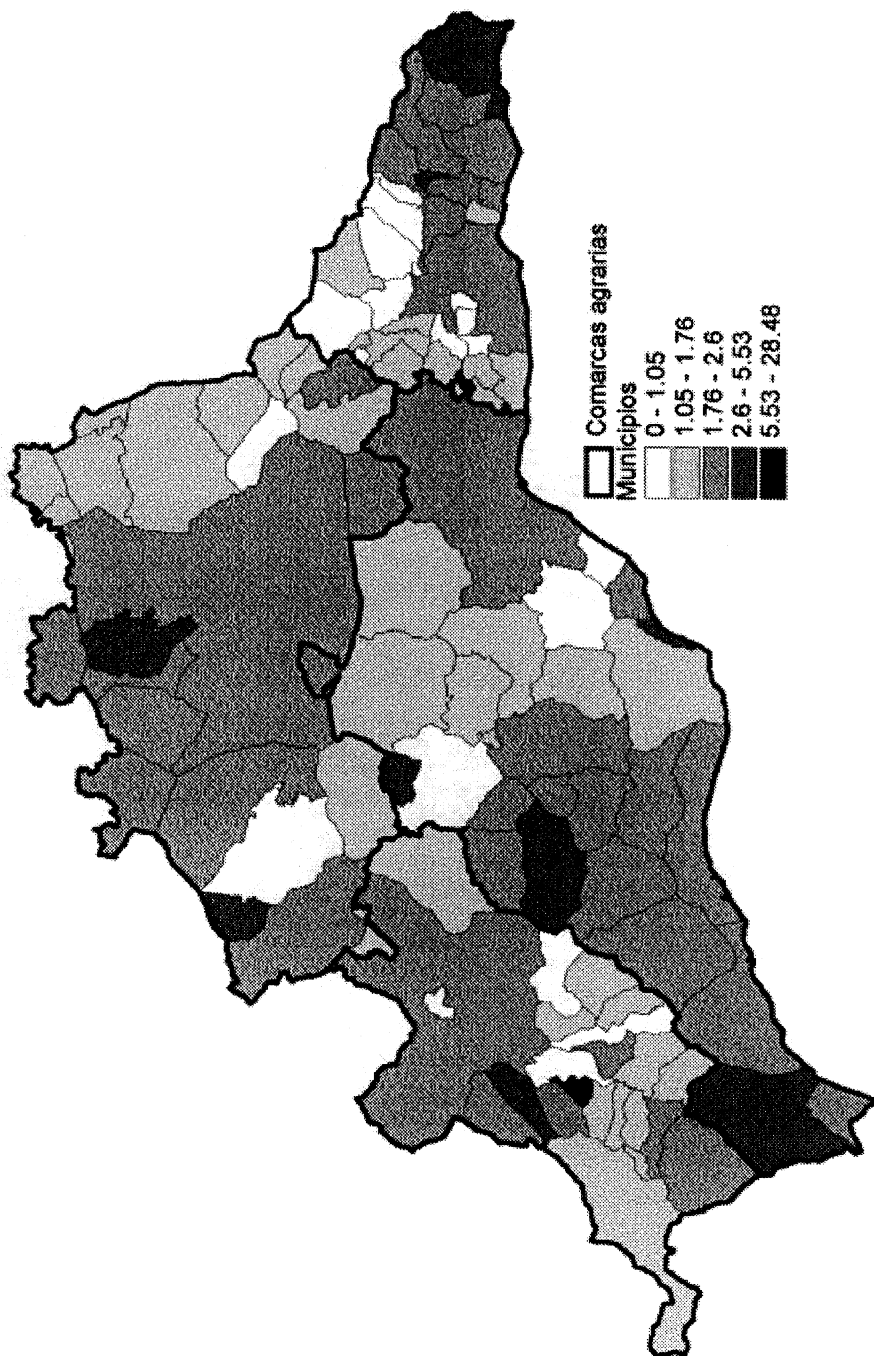 Comarcas agrarias
Municipios
0 - 1.05
1.05 - 1.76
1.76 - 2.6
2.6 - 5.53
5.53 - 28.48